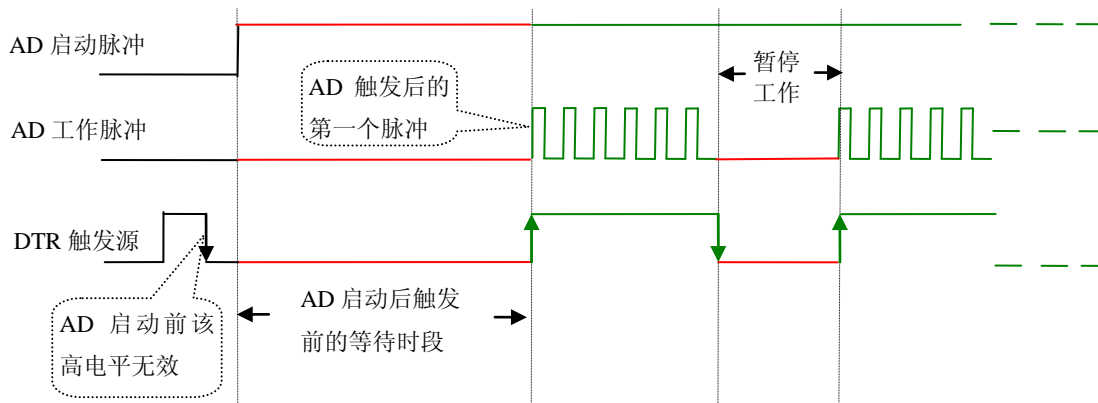 AD 启动脉冲
暂停
工作
AD 触发后的
第一个脉冲
AD 工作脉冲
DTR 触发源
AD 启动后触发
前的等待时段
AD 启动前该
高电平无效